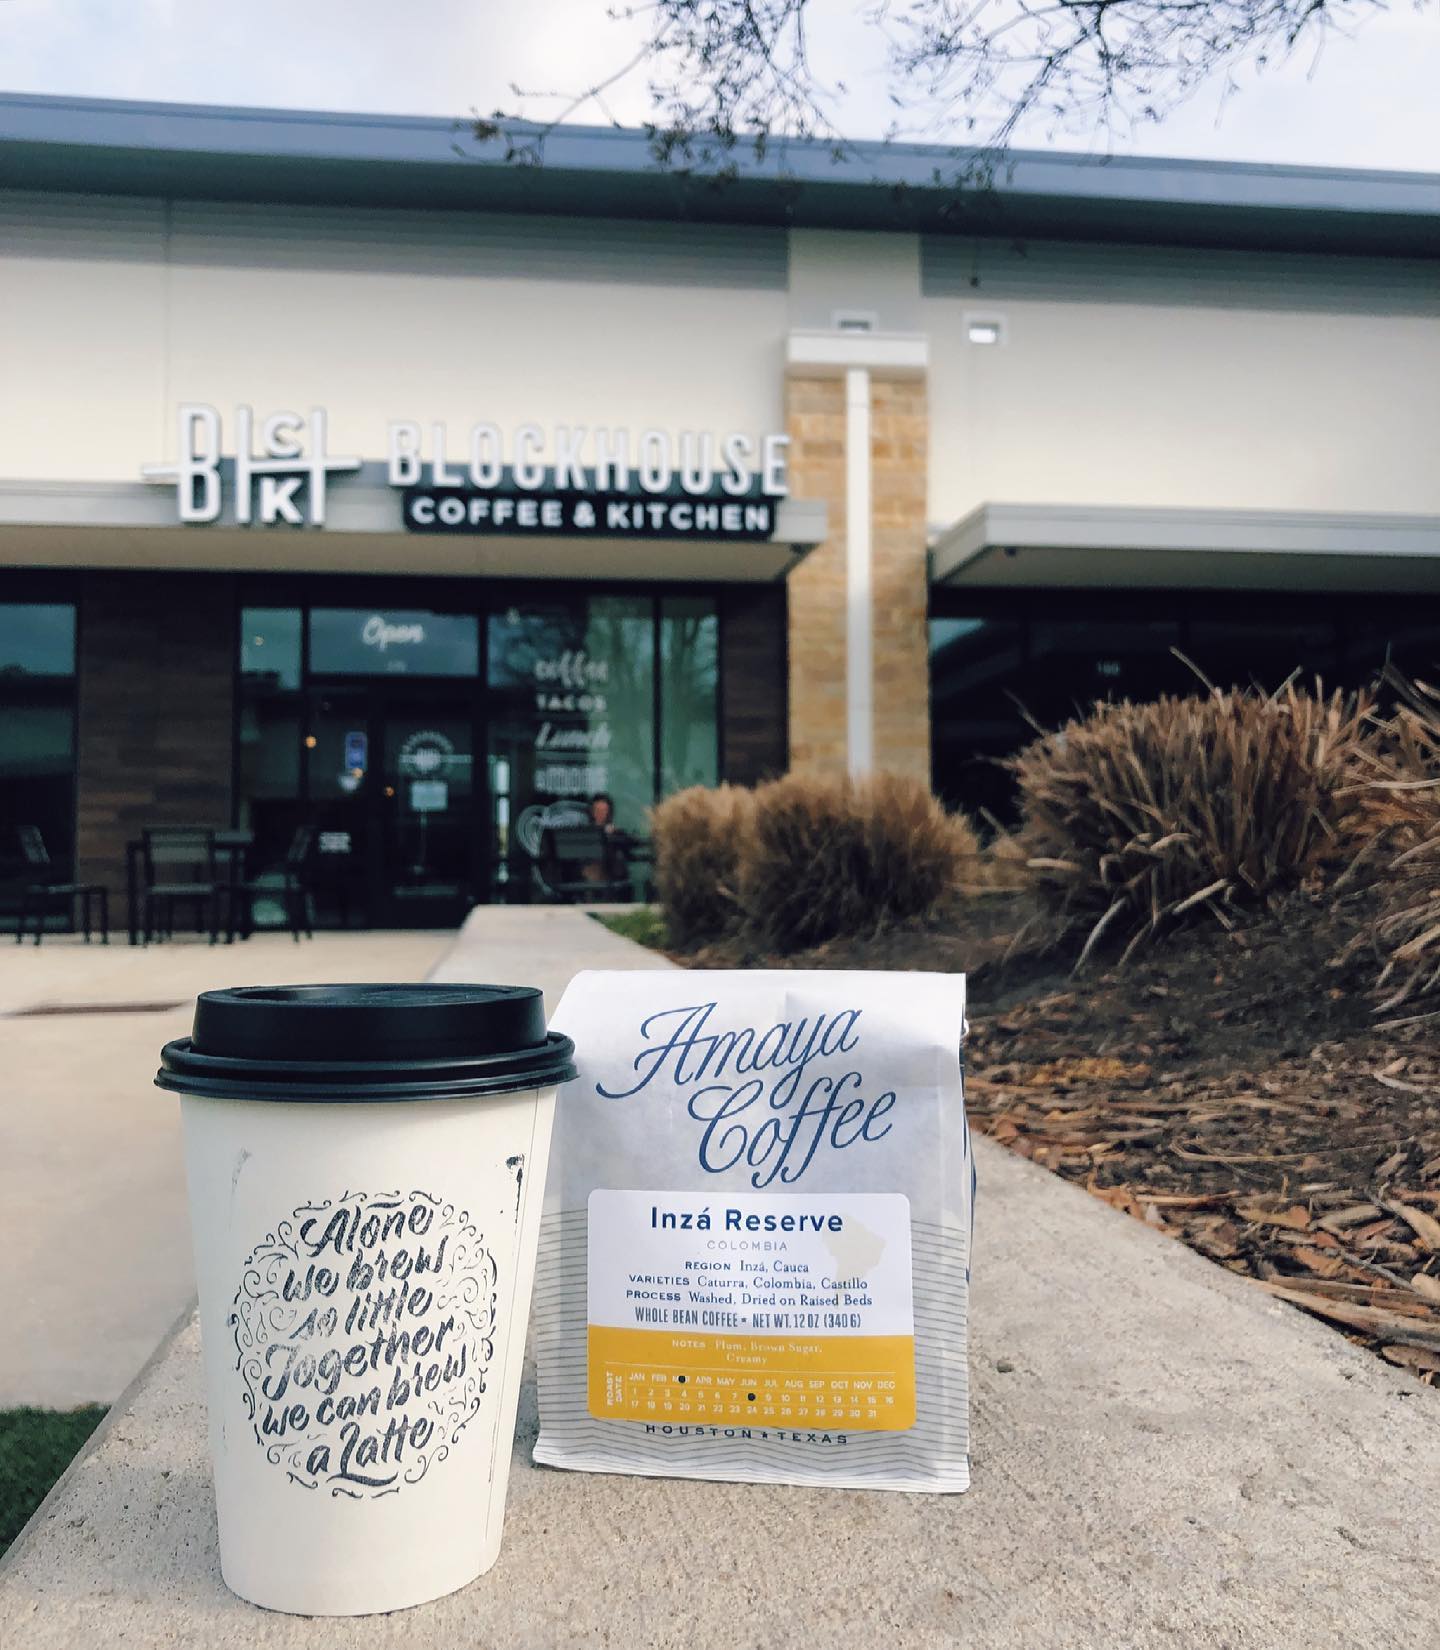 B C K
BLOCKHOUSE
COFFEE & KITCHEN
Open
coffee
TACOS
Lunch
Alone
we brew
so little
Together
we can brew
a Latte
Amaya
Coffee
Inzá Reserve
COLOMBIA
REGION Inzá, Cauca
VARIETIES Caturra, Colombia, Castillo
PROCESS Washed, Dried on Raised Beds
WHOLE BEAN COFFEE • NET WT. 12 OZ (340 G)
NOTES Plum, Brown Sugar,
Creamy
ROAST
DATE
JAN FEB MAR APR MAY JUN JUL AUG SEP OCT NOV DEC
1 2 3 4 5 6 7 9 10 11 12 13 14 15 16
17 18 19 20 21 22 23 24 25 26 27 28 29 30 31
HOUSTON ★ TEXAS